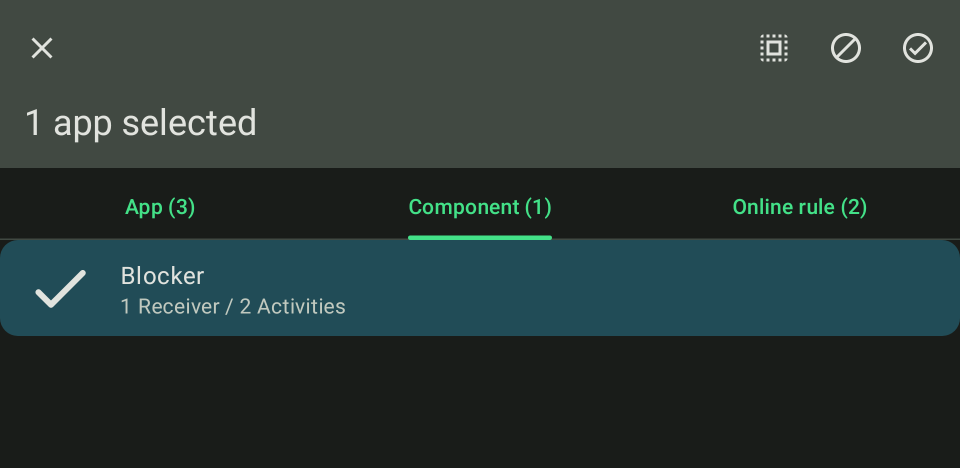 1 app selected
App (3)
Component (1)
Online rule (2)
Blocker
1 Receiver / 2 Activities